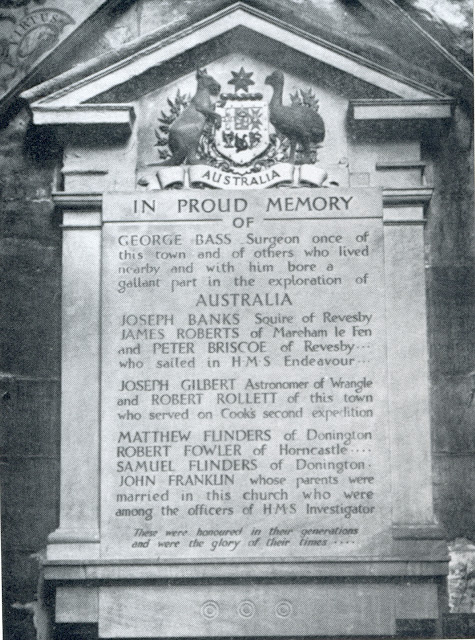 VIRTUS
AUSTRALIA
IN PROUD MEMORY
OF
GEORGE BASS Surgeon once of
this town and of others who lived
nearby and with him bore a
gallant part in the exploration of
AUSTRALIA
JOSEPH BANKS Squire of Revesby
JAMES ROBERTS of Mareham le Fen
and PETER BRISCOE of Revesby...
who sailed in HMS Endeavour...
JOSEPH GILBERT Astronomer of Wrangle
and ROBERT ROLLETT of this town
who served on Cook's second expedition
MATTHEW FLINDERS of Donington
ROBERT FOWLER of Horncastle....
SAMUEL FLINDERS of Donington.
JOHN FRANKLIN whose parents were
married in this church who were
among the officers of HMS Investigator
These were honoured in their generations
and were the glory of their times .....